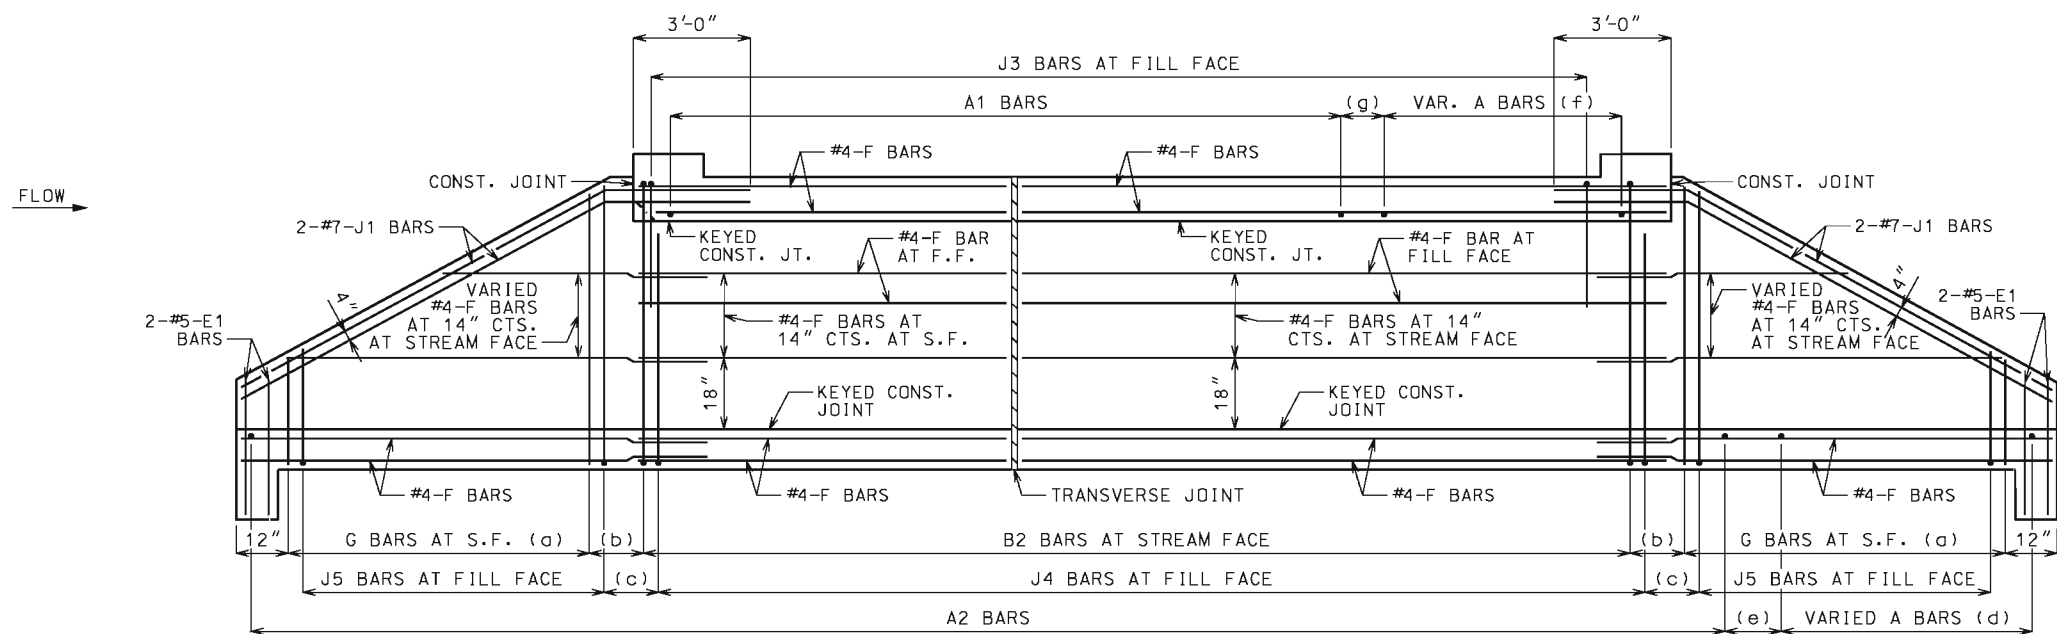 3'-0"
3'-0"
J3 BARS AT FILL FACE
A1 BARS
(g)
VAR. A BARS (f)
#4-F BARS
#4-F BARS
CONST. JOINT
CONST. JOINT
FLOW
2-#7-J1 BARS
2-#7-J1 BARS
KEYED
CONST. JT.
#4-F BAR
AT F.F.
KEYED
CONST. JT.
#4-F BAR AT
FILL FACE
4"
VARIED
#4-F BARS
AT 14" CTS.
AT STREAM FACE
#4-F BARS AT
14" CTS. AT S.F.
#4-F BARS AT 14"
CTS. AT STREAM FACE
VARIED
#4-F BARS
AT 14" CTS.
AT STREAM FACE
4"
2-#5-E1
BARS
2-#5-E1
BARS
18"
KEYED CONST.
JOINT
18"
KEYED CONST.
JOINT
#4-F BARS
#4-F BARS
TRANSVERSE JOINT
#4-F BARS
#4-F BARS
12"
G BARS AT S.F. (a)
(b)
B2 BARS AT STREAM FACE
(b)
G BARS AT S.F. (a)
12"
J5 BARS AT FILL FACE
(c)
J4 BARS AT FILL FACE
(c)
J5 BARS AT FILL FACE
A2 BARS
(e)
VARIED A BARS (d)